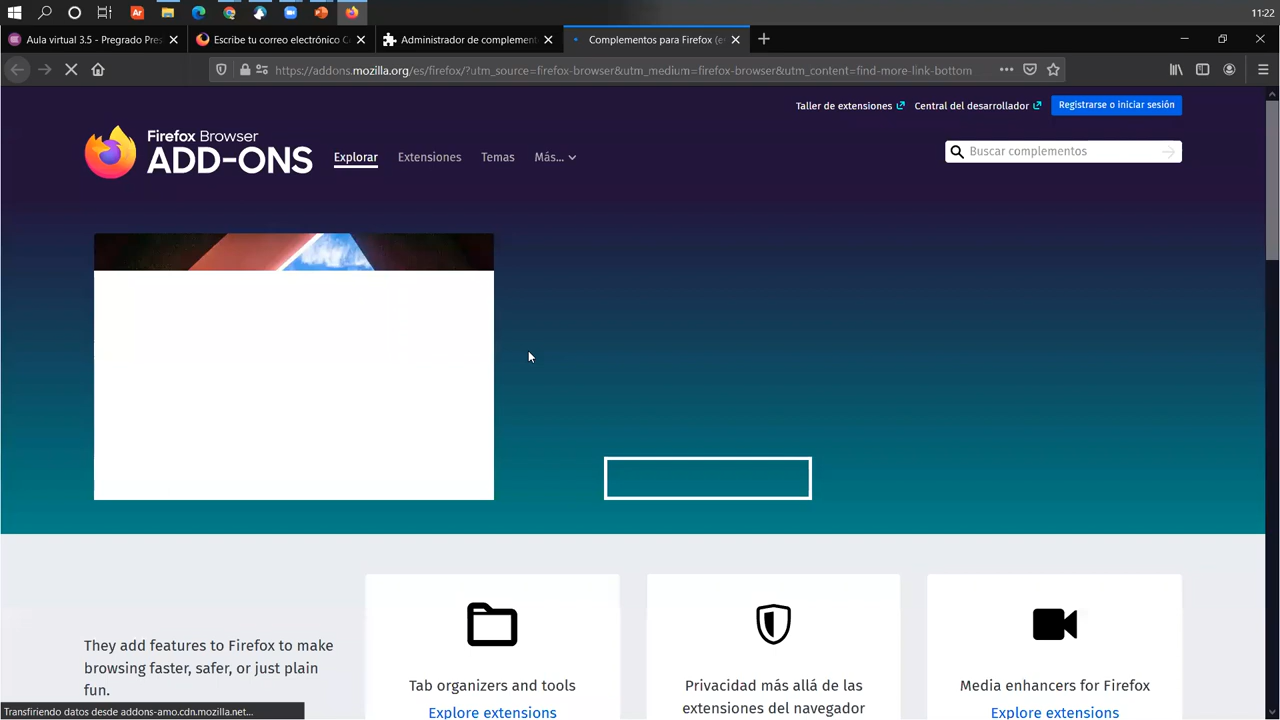 11:22
Aula virtual 3.5 - Pregrado Pres
Escribe tu correo electrónico C
Administrador de complement
Complementos para Firefox (e
https://addons.mozilla.org/es/firefox/?utm_source=firefox-browser&utm_medium=firefox-browser&utm_content=find-more-link-bottom
Taller de extensiones
Central del desarrollador
Registrarse o iniciar sesión
Firefox Browser
ADD-ONS
Explorar
Extensiones
Temas
Más...
Buscar complementos
They add features to Firefox to make
browsing faster, safer, or just plain
fun.
Tab organizers and tools
Explore extensions
Privacidad más allá de las
extensiones del navegador
Media enhancers for Firefox
Explore extensions
Transfiriendo datos desde addons-amo.cdn.mozilla.net...